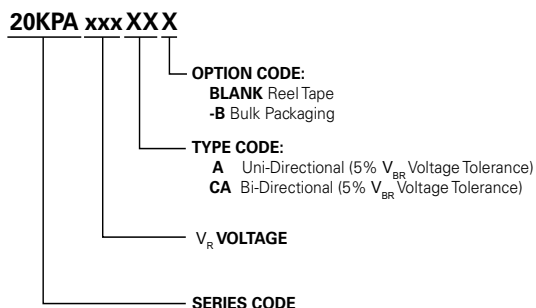 20KPA xxx XX X
OPTION CODE:
BLANK Reel Tape
-B Bulk Packaging
TYPE CODE:
A Uni-Directional (5% VBR Voltage Tolerance)
CA Bi-Directional (5% VBR Voltage Tolerance)
VR VOLTAGE
SERIES CODE